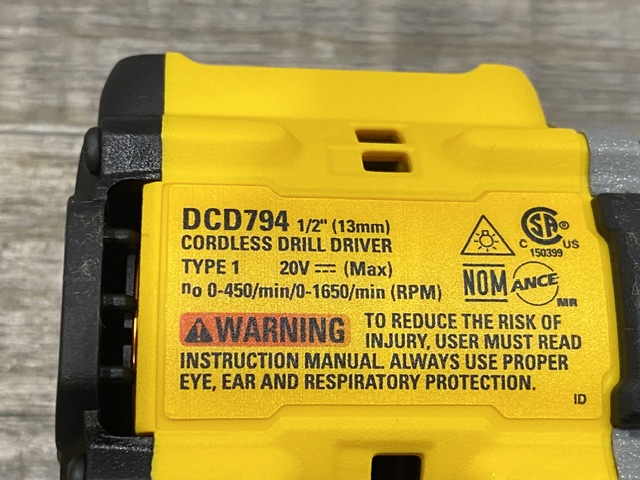 DCD794 1/2" (13mm)
CORDLESS DRILL DRIVER
TYPE 1 20V ⎓ (Max)
no 0-450/min/0-1650/min (RPM)
C SA ® US
150399
NOM ANCE MR
⚠WARNING TO REDUCE THE RISK OF
INJURY, USER MUST READ
INSTRUCTION MANUAL. ALWAYS USE PROPER
EYE, EAR AND RESPIRATORY PROTECTION.
ID